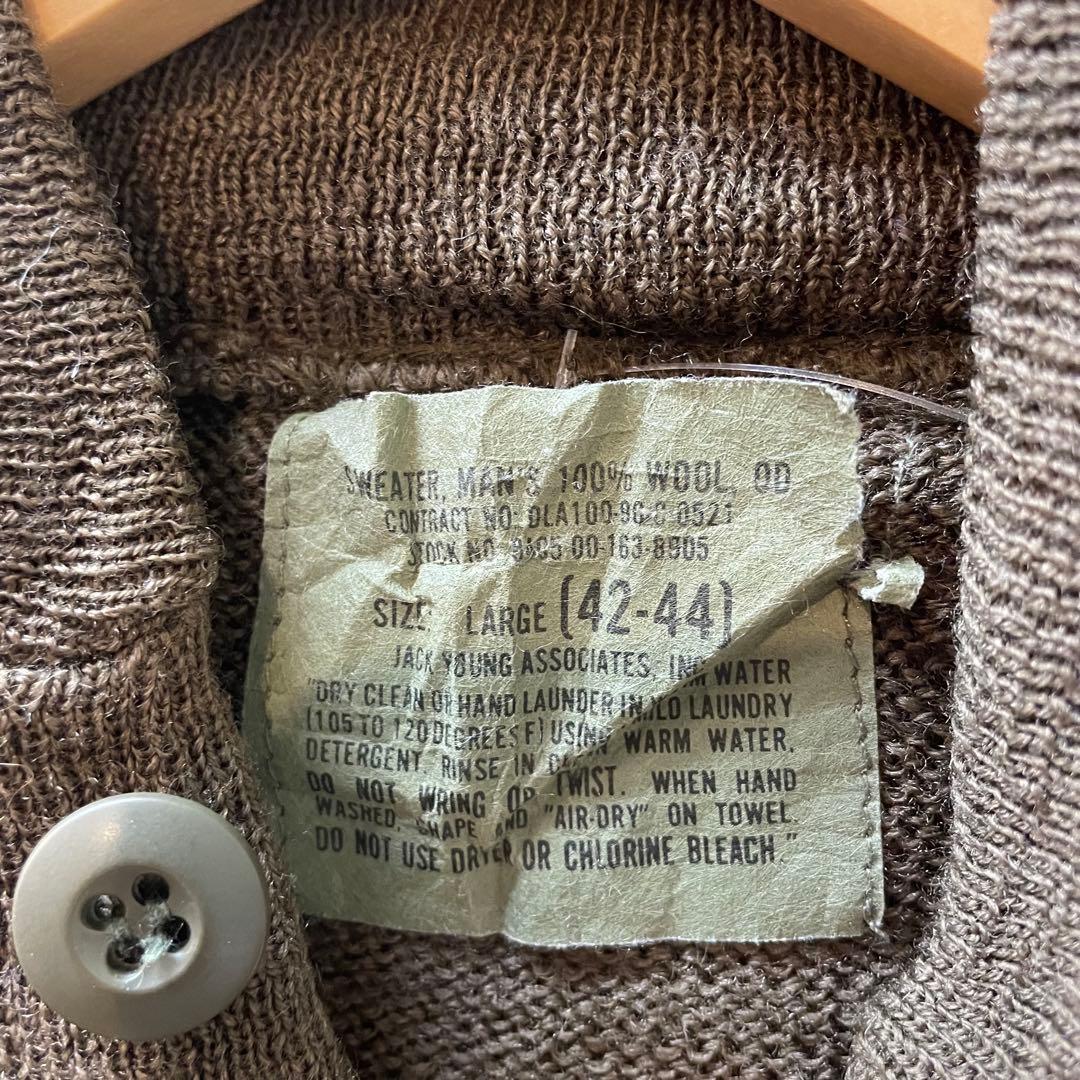 SWEATER, MAN'S 100% WOOL, OD
CONTRACT NO. DLA100-90-C-0521
STOCK NO. 8405-00-163-8905
SIZE LARGE (42-44)
JACK YOUNG ASSOCIATES, INC. WATER
"DRY CLEAN OR HAND LAUNDER IN LAUNDRY
(105 TO 120 DEGREES F) USING WARM WATER.
DETERGENT. RINSE IN
DO NOT WRING OR TWIST. WHEN HAND
WASHED, SHAPE AND "AIR-DRY" ON TOWEL
DO NOT USE DRYER OR CHLORINE BLEACH."